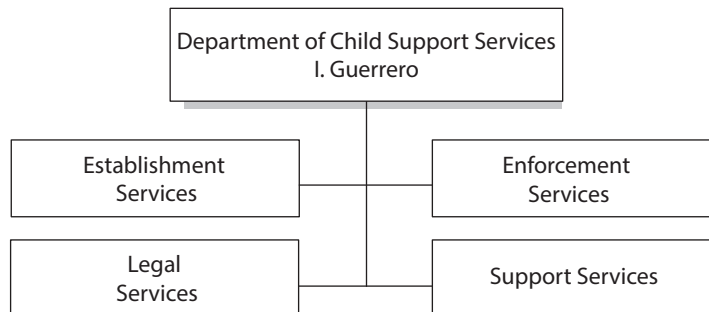 Department of Child Support Services
I. Guerrero
Establishment
Services
Enforcement
Services
Legal
Services
Support Services